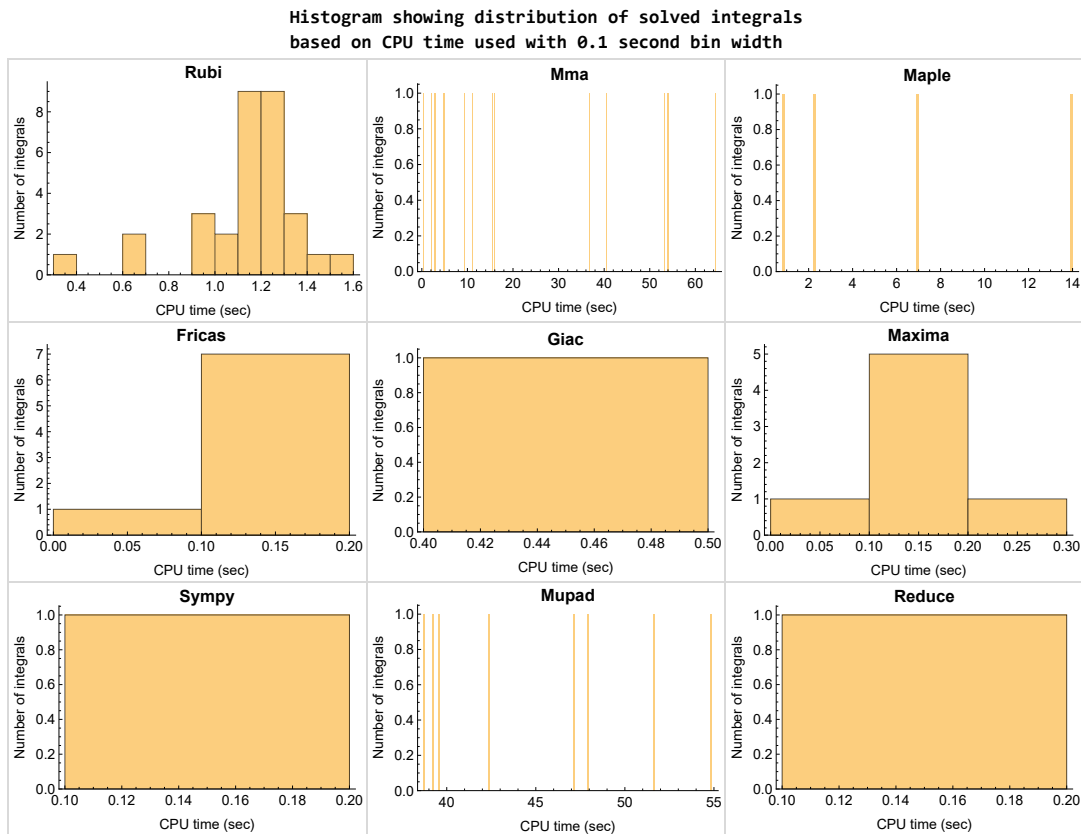 Histogram showing distribution of solved integrals
based on CPU time used with 0.1 second bin width
Rubi
Number of integrals
8
6
4
2
0
0.4 0.6 0.8 1.0 1.2 1.4 1.6
CPU time (sec)
Mma
Number of integrals
1.0
0.8
0.6
0.4
0.2
0.0
0 10 20 30 40 50 60
CPU time (sec)
Maple
Number of integrals
1.0
0.8
0.6
0.4
0.2
0.0
2 4 6 8 10 12 14
CPU time (sec)
Fricas
Number of integrals
7
6
5
4
3
2
1
0
0.00 0.05 0.10 0.15 0.20
CPU time (sec)
Giac
Number of integrals
1.0
0.8
0.6
0.4
0.2
0.0
0.40 0.42 0.44 0.46 0.48 0.50
CPU time (sec)
Maxima
Number of integrals
5
4
3
2
1
0
0.00 0.05 0.10 0.15 0.20 0.25 0.30
CPU time (sec)
Sympy
Number of integrals
1.0
0.8
0.6
0.4
0.2
0.0
0.10 0.12 0.14 0.16 0.18 0.20
CPU time (sec)
Mupad
Number of integrals
1.0
0.8
0.6
0.4
0.2
0.0
40 45 50 55
CPU time (sec)
Reduce
Number of integrals
1.0
0.8
0.6
0.4
0.2
0.0
0.10 0.12 0.14 0.16 0.18 0.20
CPU time (sec)